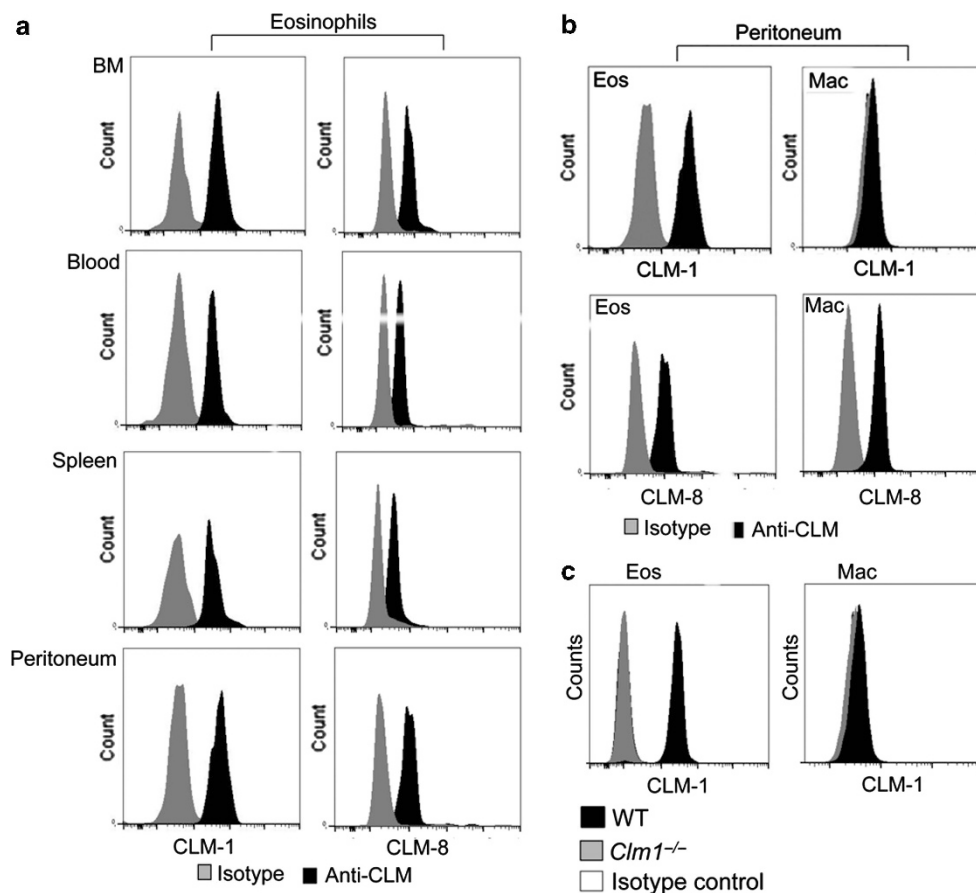 a
Eosinophils
BM
Count
Count
Blood
Count
Count
Spleen
Count
Count
Peritoneum
Count
Count
CLM-1
CLM-8
Isotype
Anti-CLM
b
Peritoneum
Eos
Mac
Count
Count
CLM-1
CLM-1
Eos
Mac
Count
Count
CLM-8
CLM-8
Isotype
Anti-CLM
c
Eos
Mac
Counts
Counts
CLM-1
CLM-1
WT
Clm1−/−
Isotype control